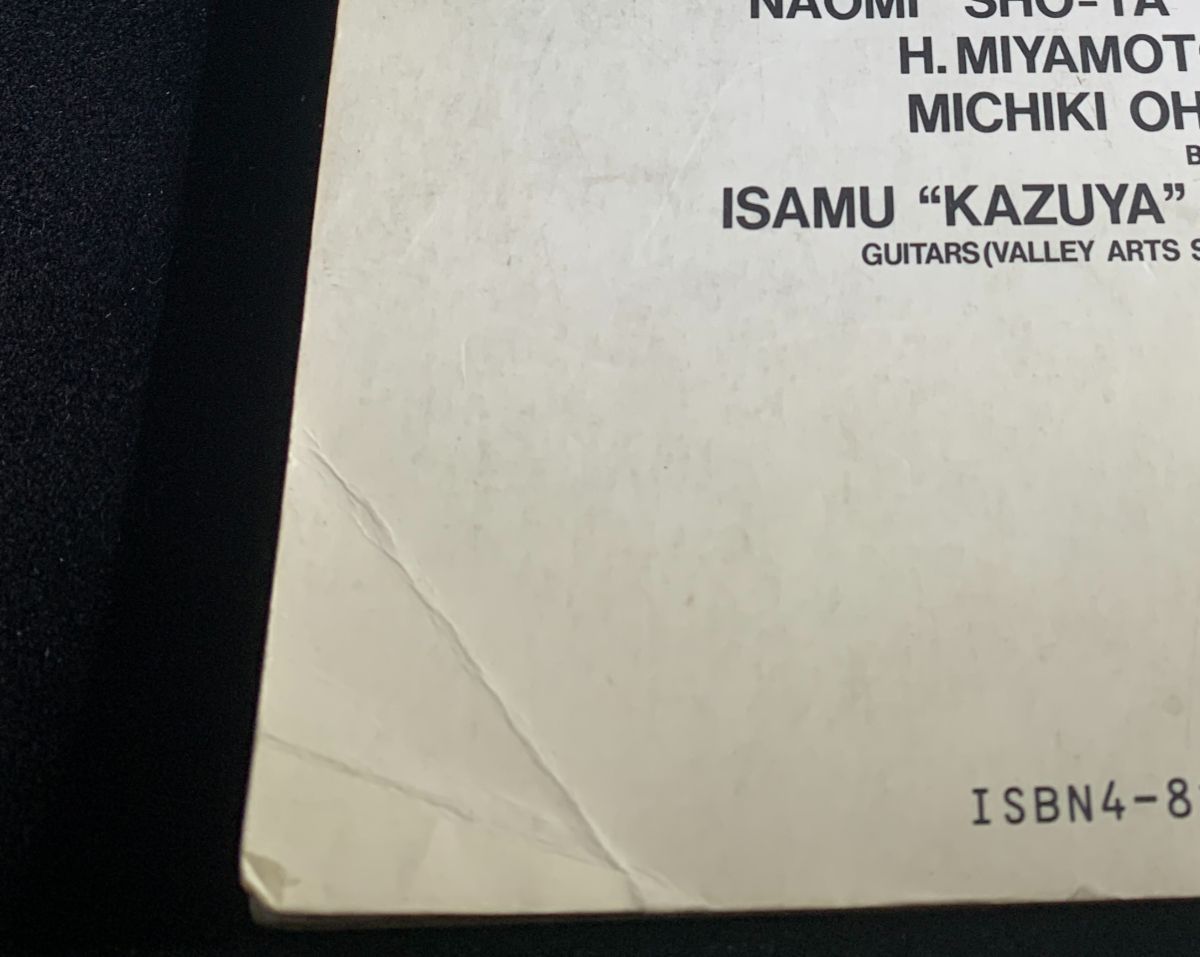 NAOMI "SHO-TA"
H.MIYAMOTO
MICHIKI OH
B
ISAMU “KAZUYA”
GUITARS(VALLEY ARTS S
ISBN4-8